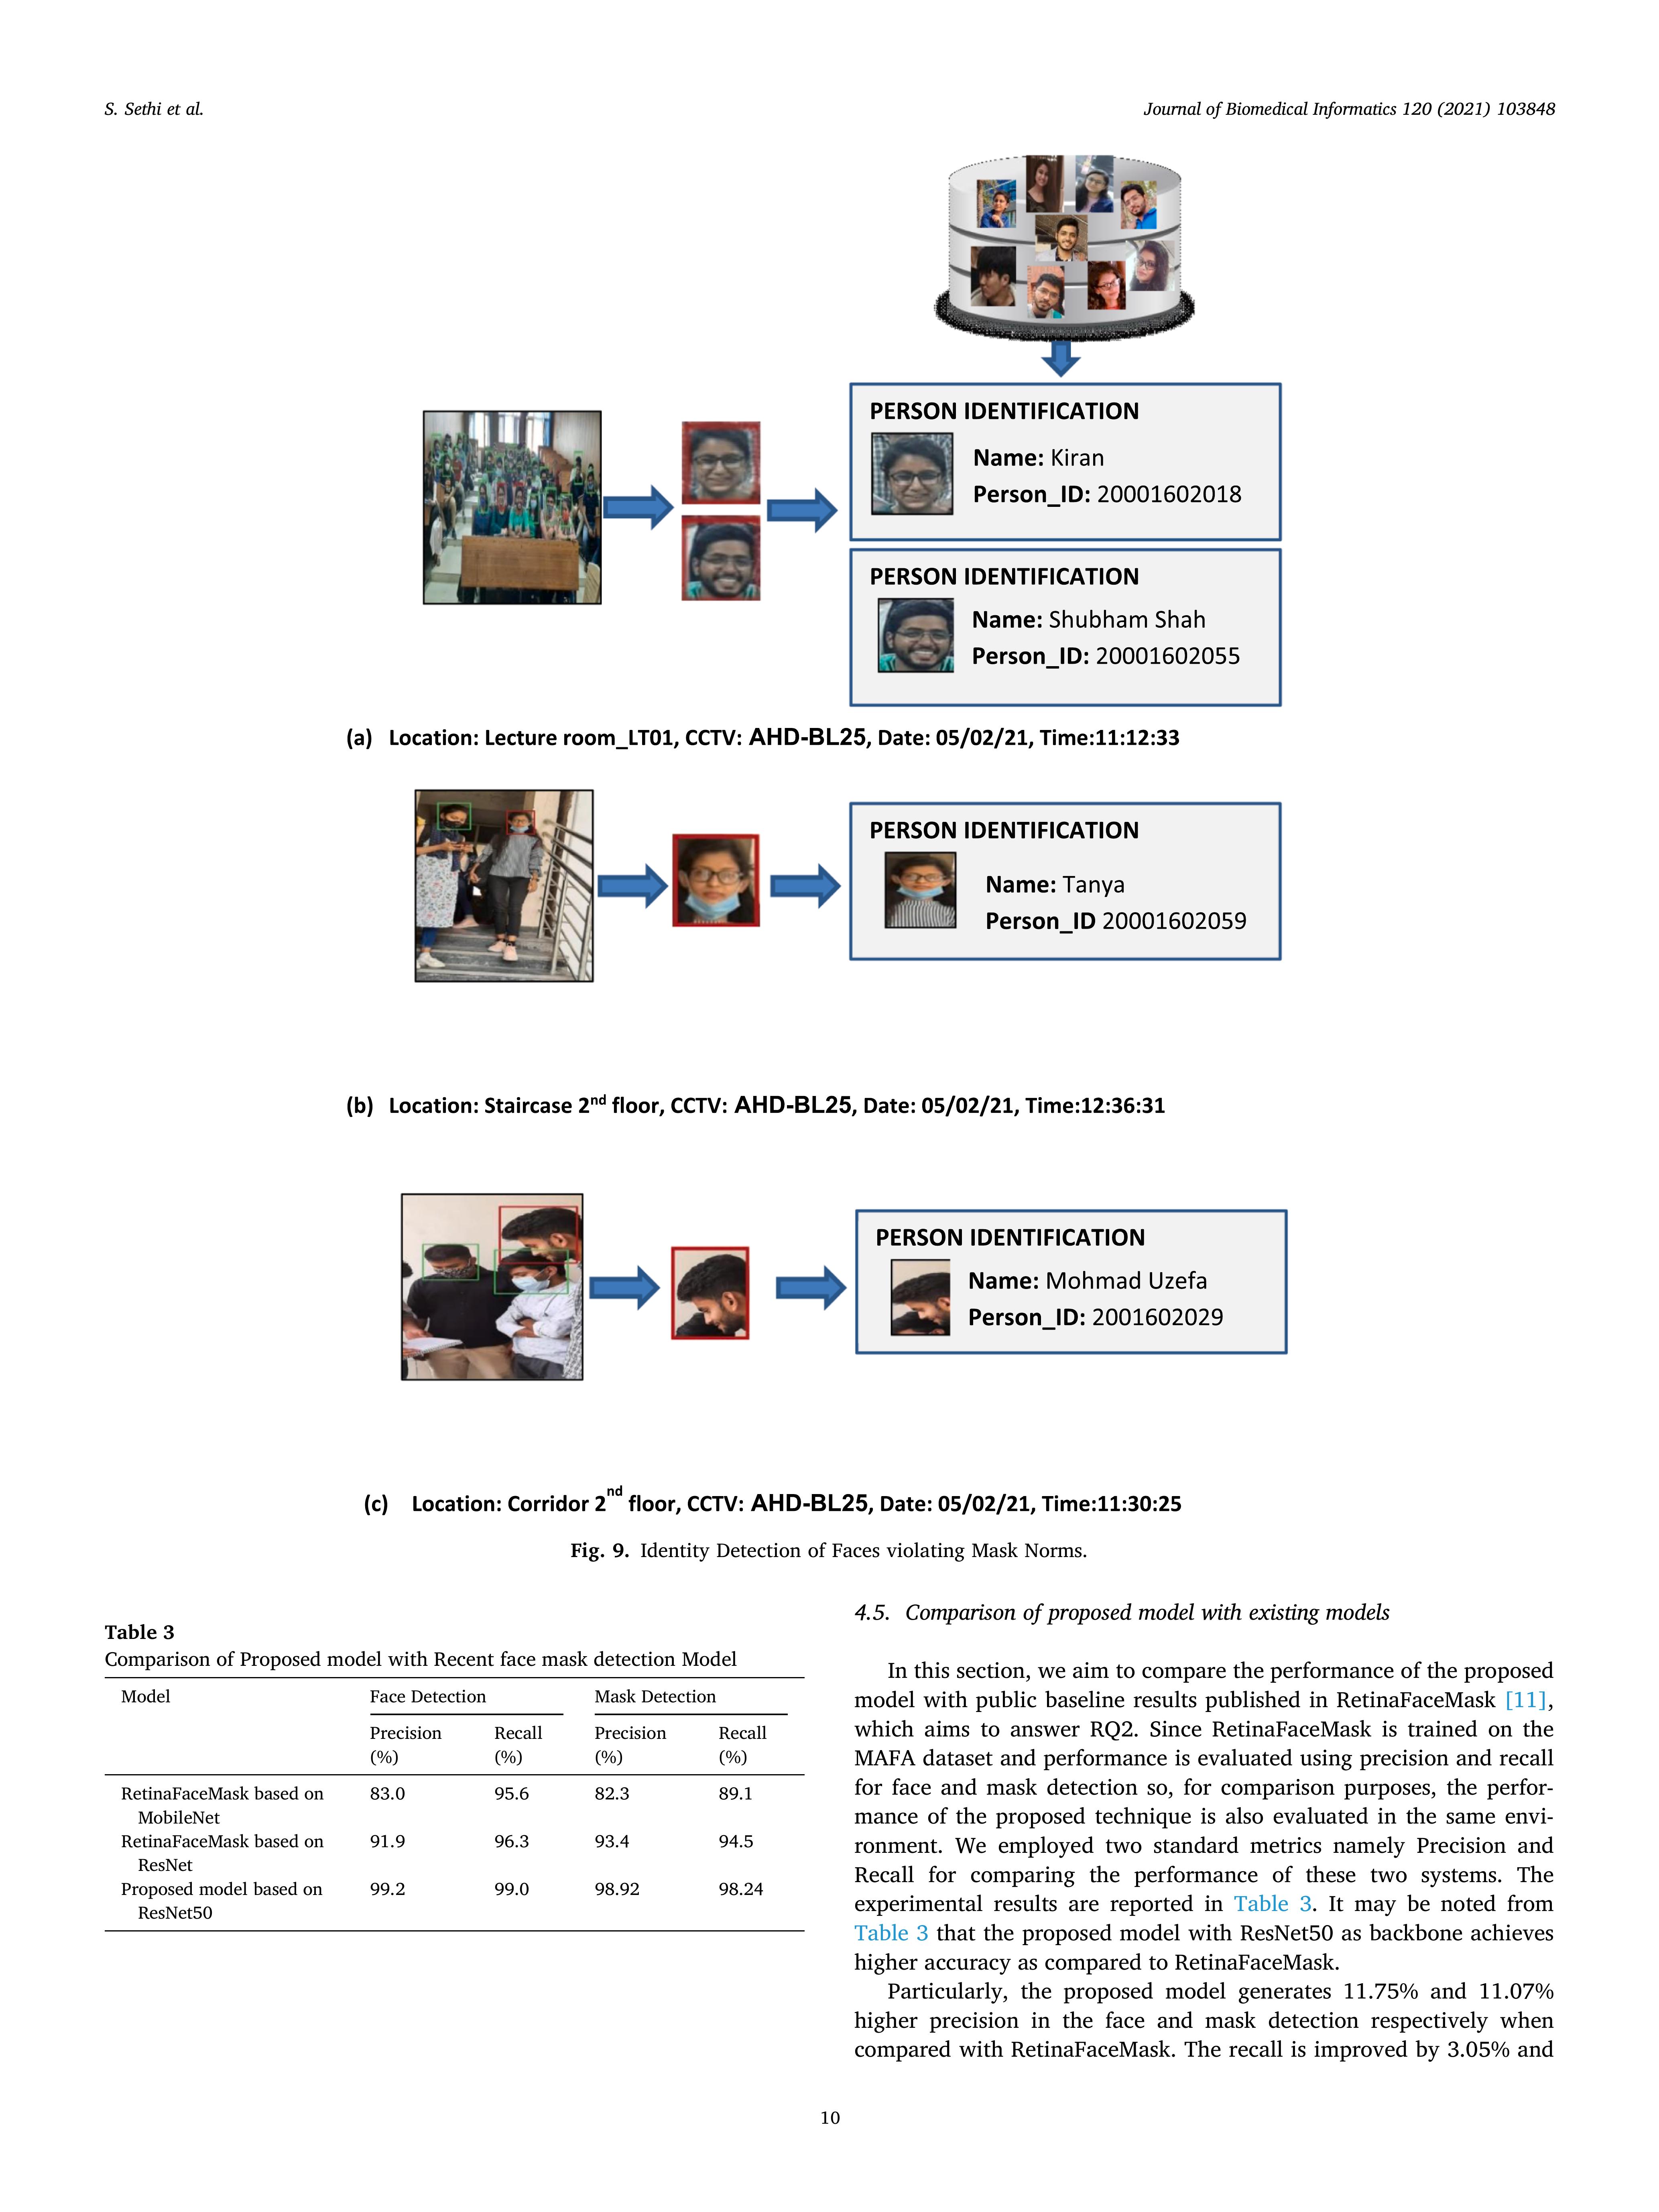 S. Sethi et al.
Journal of Biomedical Informatics 120 (2021) 103848
PERSON IDENTIFICATION
Name: Kiran
Person_ID: 20001602018
PERSON IDENTIFICATION
Name: Shubham Shah
Person_ID: 20001602055
(a) Location: Lecture room_LT01, CCTV: AHD-BL25, Date: 05/02/21, Time:11:12:33
PERSON IDENTIFICATION
Name: Tanya
Person_ID 20001602059
(b) Location: Staircase 2nd floor, CCTV: AHD-BL25, Date: 05/02/21, Time:12:36:31
PERSON IDENTIFICATION
Name: Mohmad Uzefa
Person_ID: 2001602029
(c) Location: Corridor 2nd floor, CCTV: AHD-BL25, Date: 05/02/21, Time:11:30:25
Fig. 9. Identity Detection of Faces violating Mask Norms.
Table 3
Comparison of Proposed model with Recent face mask detection Model
Model Face Detection Mask Detection
Precision Recall Precision Recall
(%) (%) (%) (%)
RetinaFaceMask based on 83.0 95.6 82.3 89.1
MobileNet
RetinaFaceMask based on 91.9 96.3 93.4 94.5
ResNet
Proposed model based on 99.2 99.0 98.92 98.24
ResNet50
4.5. Comparison of proposed model with existing models
In this section, we aim to compare the performance of the proposed
model with public baseline results published in RetinaFaceMask [11],
which aims to answer RQ2. Since RetinaFaceMask is trained on the
MAFA dataset and performance is evaluated using precision and recall
for face and mask detection so, for comparison purposes, the perfor-
mance of the proposed technique is also evaluated in the same envi-
ronment. We employed two standard metrics namely Precision and
Recall for comparing the performance of these two systems. The
experimental results are reported in Table 3. It may be noted from
Table 3 that the proposed model with ResNet50 as backbone achieves
higher accuracy as compared to RetinaFaceMask.
Particularly, the proposed model generates 11.75% and 11.07%
higher precision in the face and mask detection respectively when
compared with RetinaFaceMask. The recall is improved by 3.05% and
10